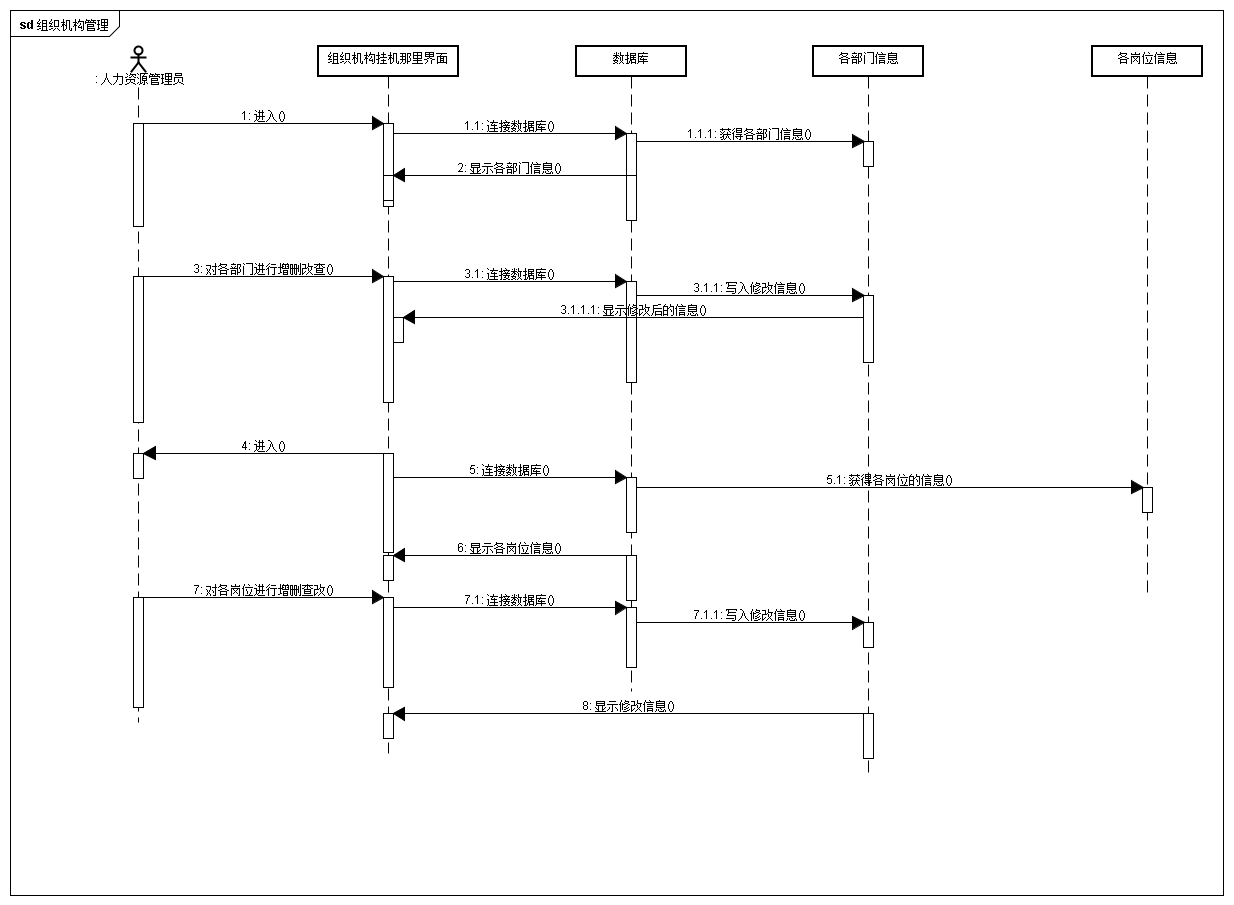 sd 组织机构管理
: 人力资源管理员
组织机构挂机那里界面
数据库
各部门信息
各岗位信息
1: 进入()
1.1: 连接数据库()
1.1.1: 获得各部门信息()
2: 显示各部门信息()
3: 对各部门进行增删改查()
3.1: 连接数据库()
3.1.1: 写入修改信息()
3.1.1.1: 显示修改后的信息()
4: 进入()
5: 连接数据库()
5.1: 获得各岗位的信息()
6: 显示各岗位信息()
7: 对各岗位进行增删查改()
7.1: 连接数据库()
7.1.1: 写入修改信息()
8: 显示修改信息()